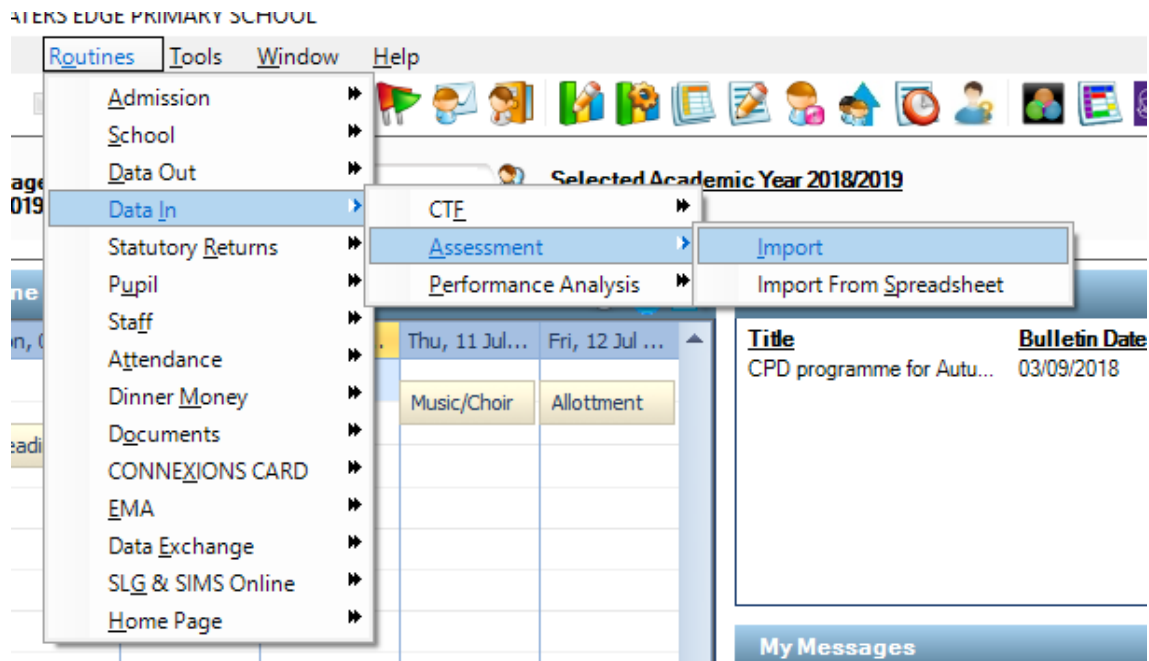 ATERS EDGE PRIMARY SCHOOL
Routines Tools Window Help
Admission
School
Data Out
Data In
Statutory Returns
Pupil
Staff
Attendance
Dinner Money
Documents
CONNEXIONS CARD
EMA
Data Exchange
SLG & SIMS Online
Home Page
CTF
Assessment
Performance Analysis
Import
Import From Spreadsheet
Selected Academic Year 2018/2019
Thu, 11 Jul... Fri, 12 Jul ...
Music/Choir Allottment
Title Bulletin Date
CPD programme for Autu... 03/09/2018
My Messages